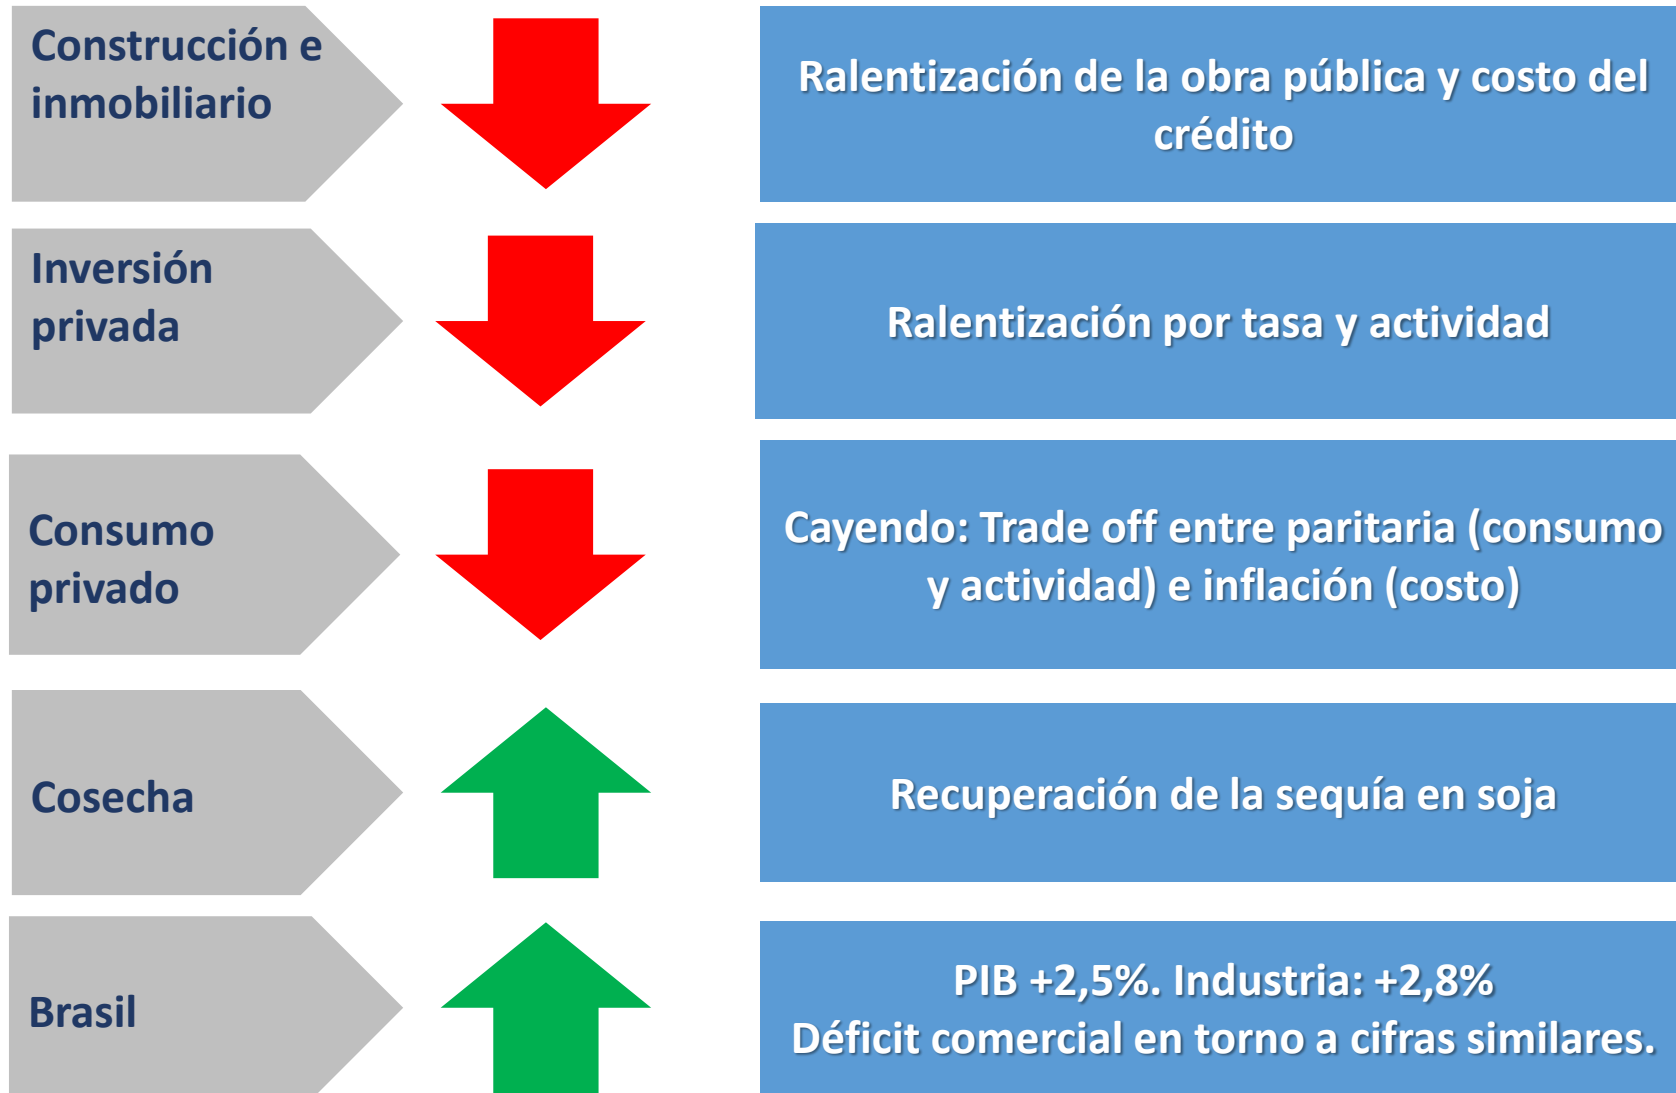 Construcción e
inmobiliario
Ralentización de la obra pública y costo del
crédito
Inversión
privada
Ralentización por tasa y actividad
Consumo
privado
Cayendo: Trade off entre paritaria (consumo
y actividad) e inflación (costo)
Cosecha
Recuperación de la sequía en soja
Brasil
PIB +2,5%. Industria: +2,8%
Déficit comercial en torno a cifras similares.